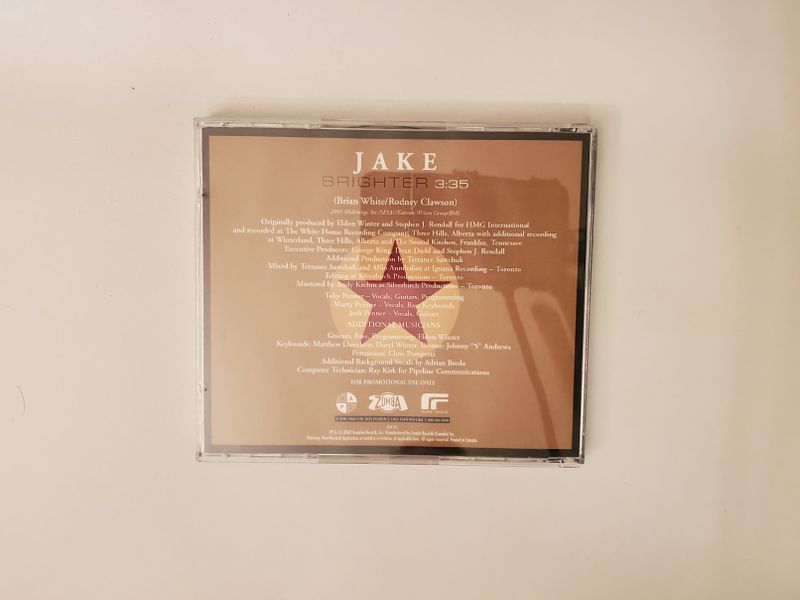 JAKE
BRIGHTER 3:35
(Brian White/Rodney Clawson)
Originally produced by Eldon Winter and Stephen J. Rendall for HMG International
and recorded at The White House Recording Company, Three Hills, Alberta with additional recording
at Winterland, Three Hills, Alberta and The Sound Kitchen, Franklin, Tennessee
Executive Producers: George King, Dean Diehl and Stephen J. Rendall
Additional Production by Terrance Sawchuk
Mixed by Terrance Sawchuk and Alfio Annibalini at Iguana Recording – Toronto
Editing at Silverbirch Productions – Toronto
Mastered by Andy Krehm at Silverbirch Productions – Toronto
Toby Penner – Vocals, Guitars, Programming
Marty Penner – Vocals, Bass, Keyboards
Josh Penner – Vocals, Guitars
ADDITIONAL MUSICIANS
Guitars, Bass, Programming: Eldon Winter
Keyboards: Matthew Davidson, Daryl Winter Drums: Johnny "S" Andrews
Percussion: Chris Pompetti
Additional Background Vocals by Adrian Breda
Computer Technician: Ray Kirk for Pipeline Communications
FOR PROMOTIONAL USE ONLY
ZOMBA